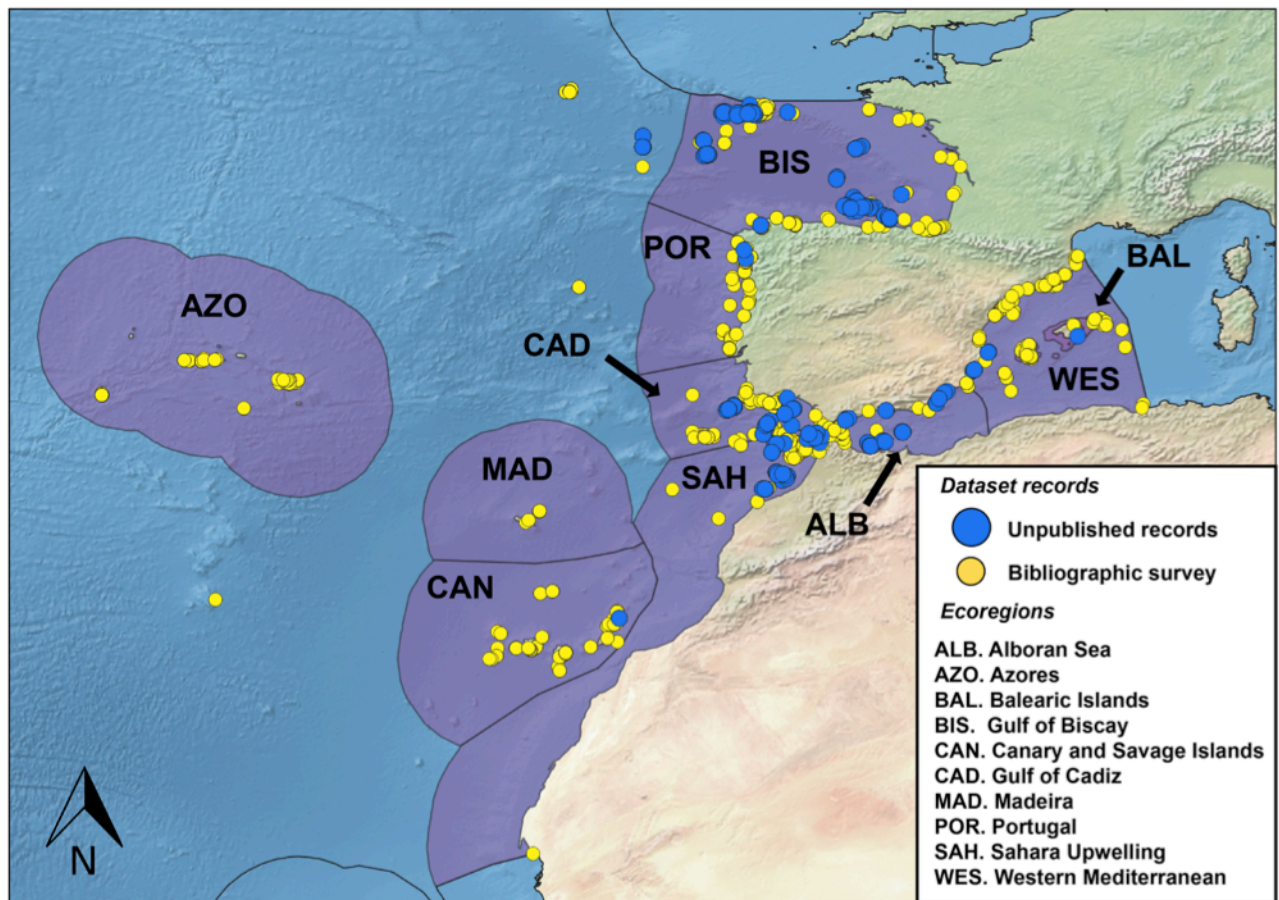 BIS
POR
BAL
AZO
CAD
WES
MAD
SAH
ALB
CAN
N
Dataset records
Unpublished records
Bibliographic survey
Ecoregions
ALB. Alboran Sea
AZO. Azores
BAL. Balearic Islands
BIS. Gulf of Biscay
CAN. Canary and Savage Islands
CAD. Gulf of Cadiz
MAD. Madeira
POR. Portugal
SAH. Sahara Upwelling
WES. Western Mediterranean